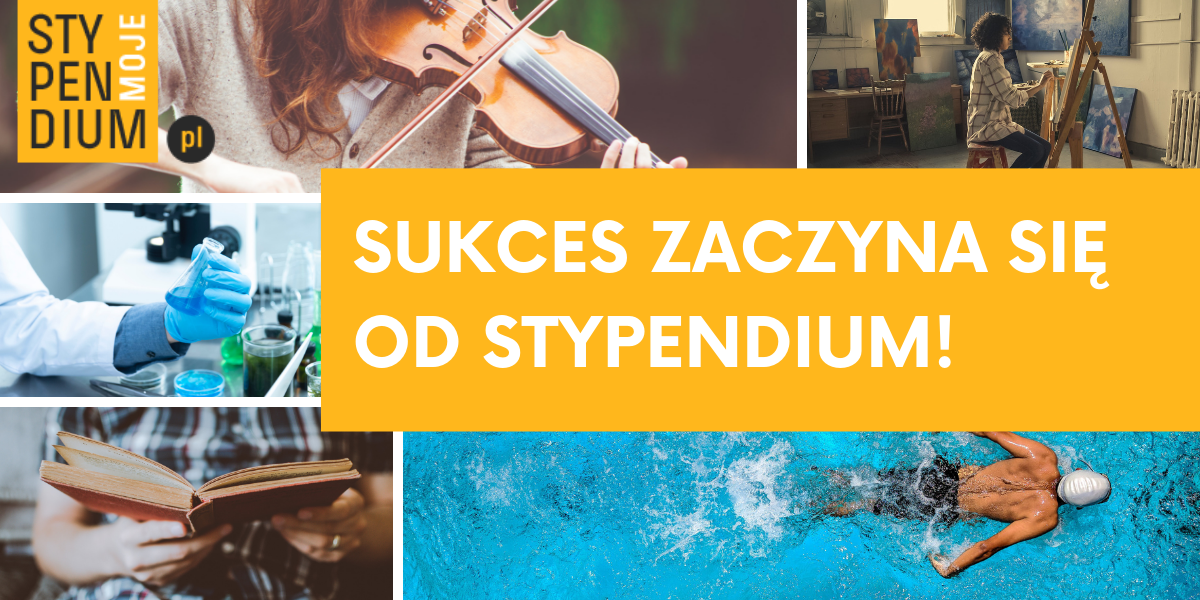 STY
PEN
DIUM
MOJE
pl
SUKCES ZACZYNA SIĘ
OD STYPENDIUM!